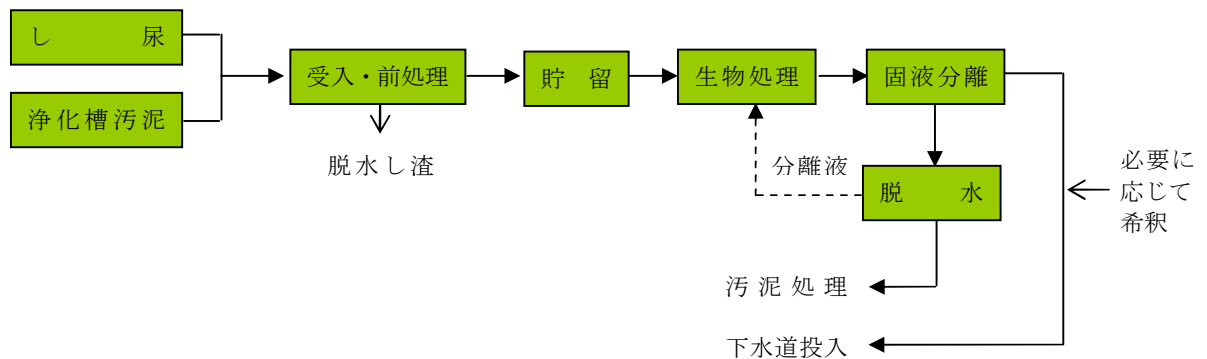 し 尿
浄化槽汚泥
受入・前処理
貯 留
生物処理
固液分離
脱水し渣
分離液
脱 水
必要に
応じて
希釈
汚泥処理
下水道投入